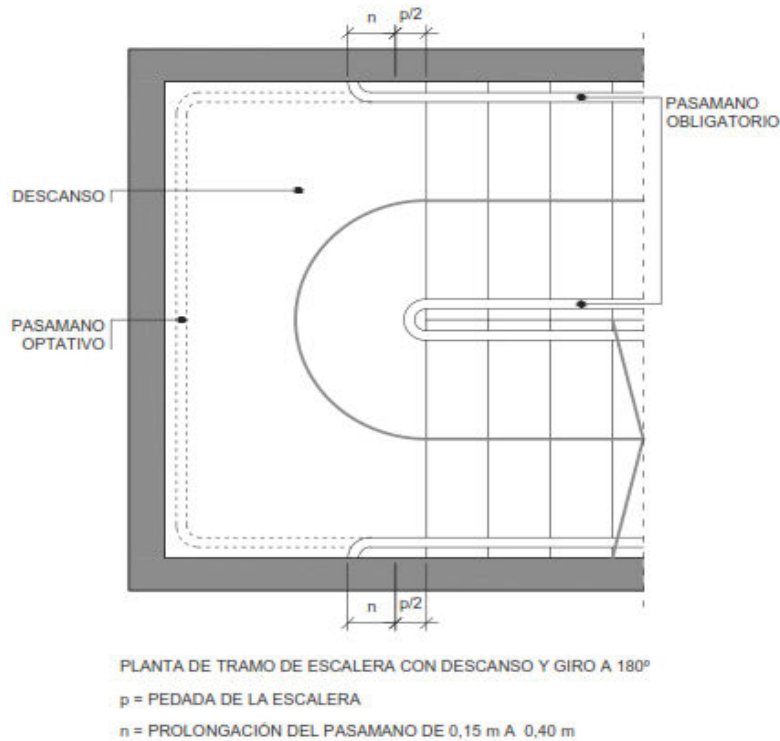 n
p/2
PASAMANO
OBLIGATORIO
DESCANSO
PASAMANO
OPTATIVO
n
p/2
PLANTA DE TRAMO DE ESCALERA CON DESCANSO Y GIRO A 180º
p = PEDADA DE LA ESCALERA
n = PROLONGACIÓN DEL PASAMANO DE 0,15 m A 0,40 m